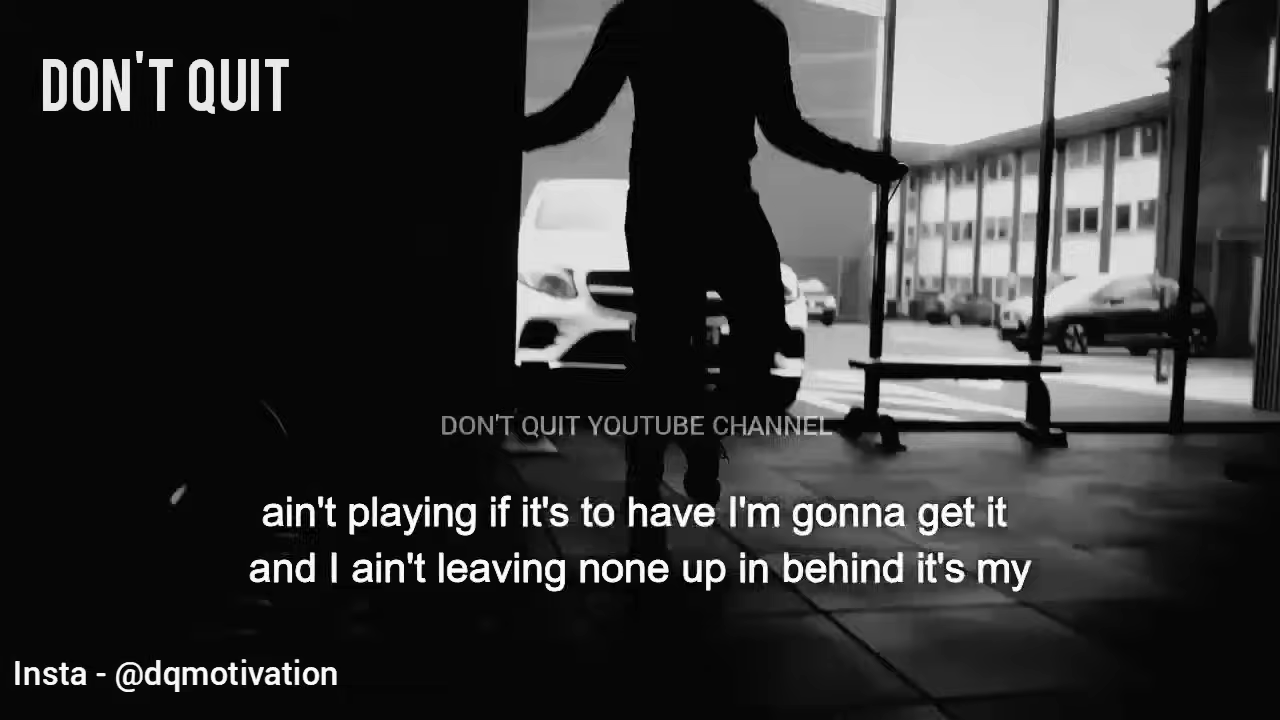 DON'T QUIT
DON'T QUIT YOUTUBE CHANNEL
ain't playing if it's to have I'm gonna get it
and I ain't leaving none up in behind it's my
Insta - @dqmotivation